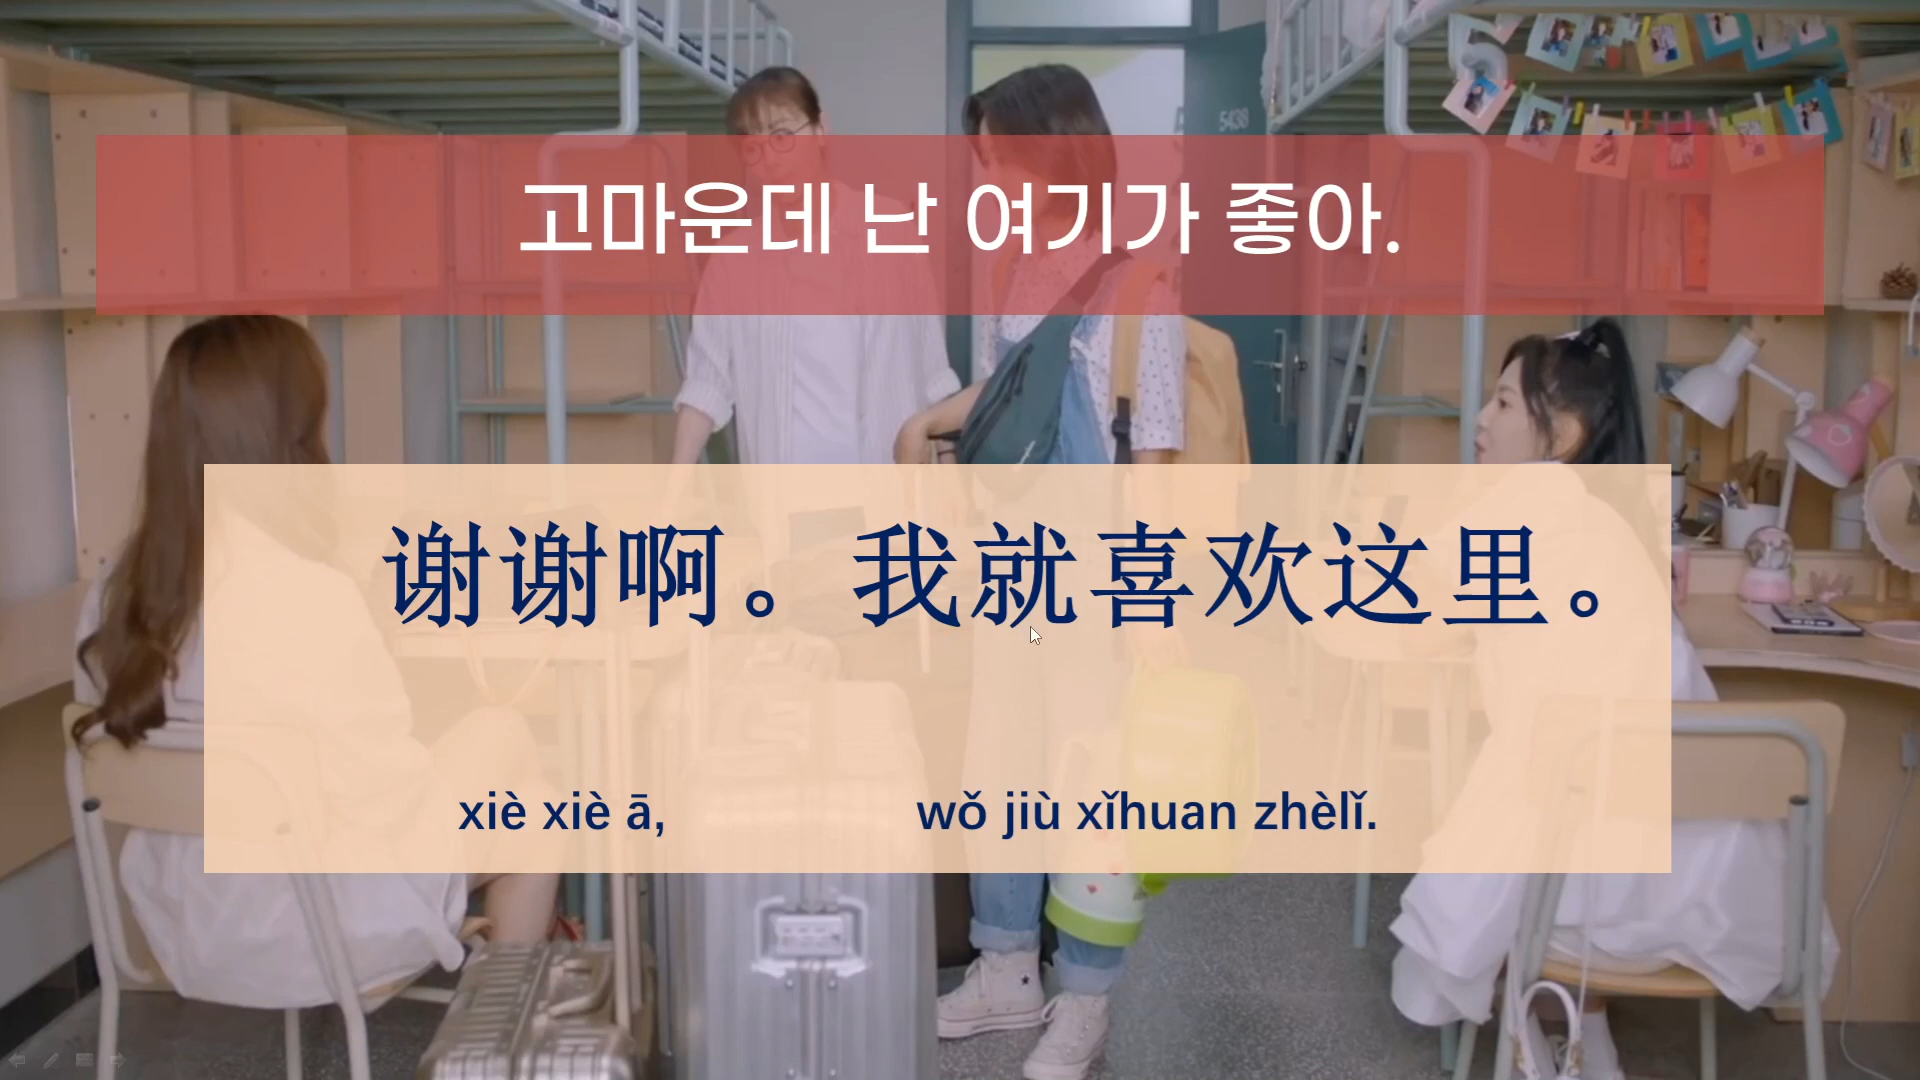 5438
고마운데 난 여기가 좋아.
谢谢啊。我就喜欢这里。
xiè xiè ā, wǒ jiù xǐhuan zhèlǐ.